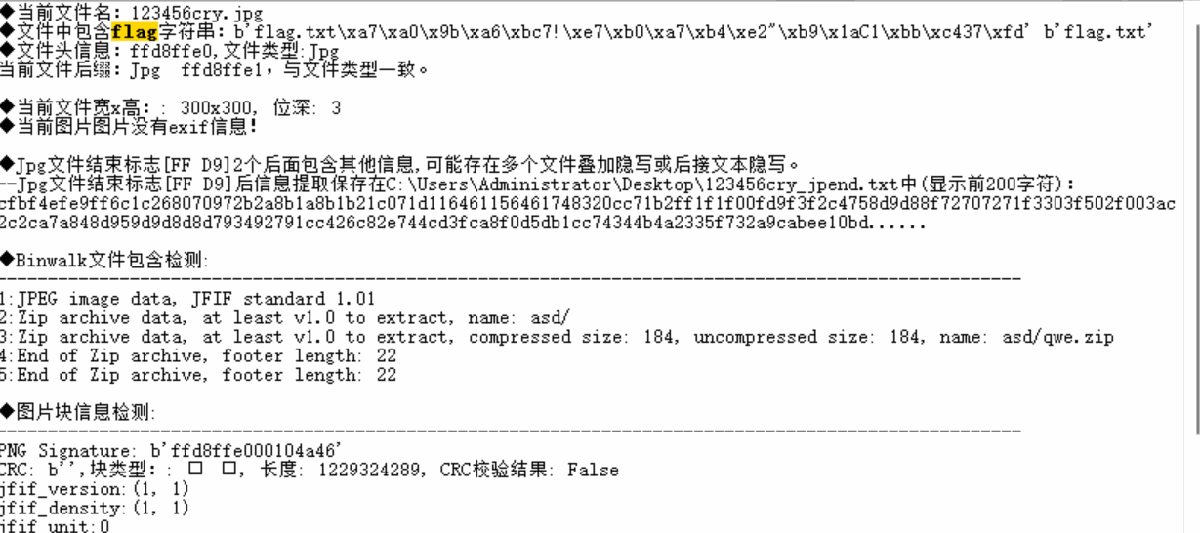 ◆当前文件名: 123456cry.jpg
◆文件中包含flag字符串: b'flag.txt\xa7\xa0\x9b\xa6\xbc7!\xe7\xb0\xa7\xb4\xe2"\xb9\x1aC1\xbb\xc437\xfd' b'flag.txt'
◆文件头信息: ffd8ffe0,文件类型:Jpg
当前文件后缀: Jpg ffd8ffe1，与文件类型一致。
◆当前文件宽x高: : 300x300, 位深: 3
◆当前图片图片没有exif信息!
◆Jpg文件结束标志[FF D9]2个后面包含其他信息,可能存在多个文件叠加隐写或后接文本隐写。
--Jpg文件结束标志[FF D9]后信息提取保存在C:\Users\Administrator\Desktop\123456cry_jpend.txt中(显示前200字符):
cfbf4efe9ff6c1c268070972b2a8b1a8b1b21c071d116461156461748320cc71b2ff1f1f00fd9f3f2c4758d9d88f72707271f3303f502f003ac
2c2ca7a848d959d9d8d8d793492791cc426c82e744cd3fca8f0d5db1cc74344b4a2335f732a9cabee10bd......
◆Binwalk文件包含检测:
1:JPEG image data, JFIF standard 1.01
2:Zip archive data, at least v1.0 to extract, name: asd/
3:Zip archive data, at least v1.0 to extract, compressed size: 184, uncompressed size: 184, name: asd/qwe.zip
4:End of Zip archive, footer length: 22
5:End of Zip archive, footer length: 22
◆图片块信息检测:
PNG Signature: b'ffd8ffe000104a46'
CRC: b'',块类型: : □ □, 长度: 1229324289, CRC校验结果: False
jfif_version:(1, 1)
jfif_density:(1, 1)
jfif_unit:0